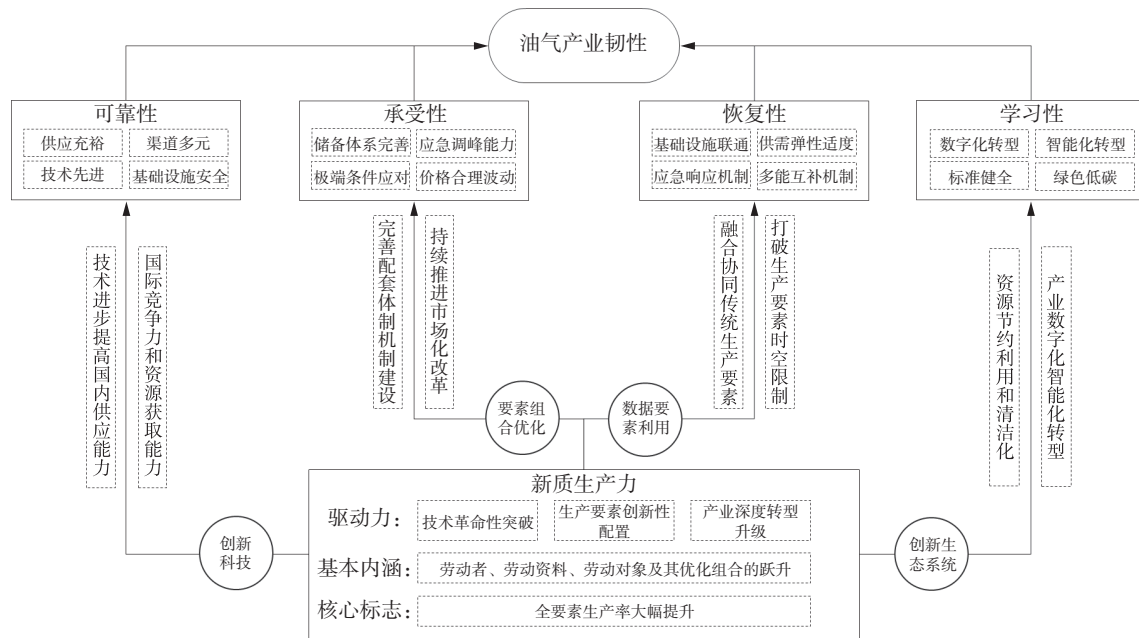 油气产业韧性
可靠性
供应充裕
渠道多元
技术先进
基础设施安全
承受性
储备体系完善
应急调峰能力
极端条件应对
价格合理波动
恢复性
基础设施联通
供需弹性适度
应急响应机制
多能互补机制
学习性
数字化转型
智能化转型
标准健全
绿色低碳
技术进步提高国内供应能力
国际竞争力和资源获取能力
完善配套体制机制建设
持续推进市场化改革
融合协同传统生产要素
打破生产要素时空限制
资源节约利用和清洁化
产业数字化智能化转型
要素组
合优化
数据要
素利用
创新
科技
创新生
态系统
新质生产力
驱动力：
技术革命性突破
生产要素创新性
配置
产业深度转型
升级
基本内涵：
劳动者、劳动资料、劳动对象及其优化组合的跃升
核心标志：
全要素生产率大幅提升